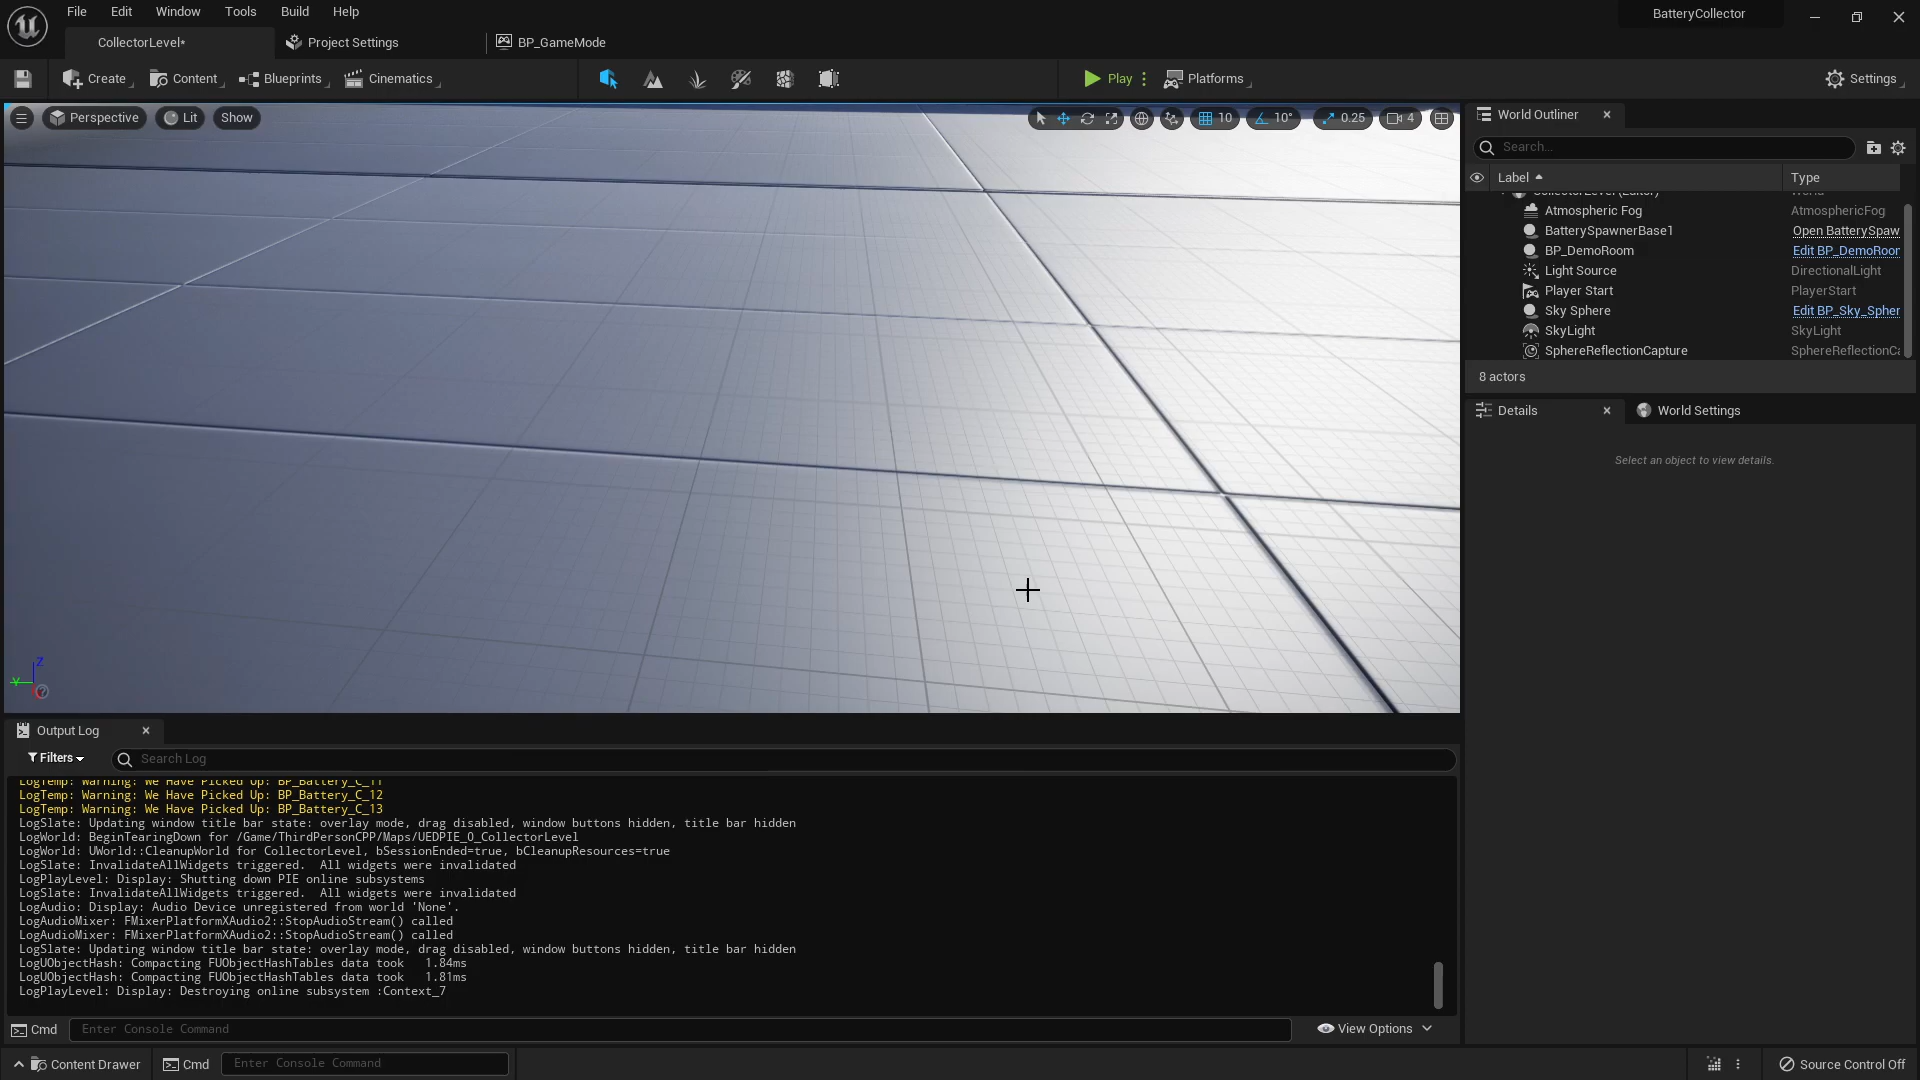 File Edit Window Tools Build Help
BatteryCollector
CollectorLevel*
Project Settings
BP_GameMode
Create
Content
Blueprints
Cinematics
Play
Platforms
Settings
Perspective
Lit
Show
10
10°
0.25
4
World Outliner
Search...
Label
Type
CollectorLevel (Editor)
World
Atmospheric Fog
AtmosphericFog
BatterySpawnerBase1
Open BatterySpaw
BP_DemoRoom
Edit BP_DemoRoor
Light Source
DirectionalLight
Player Start
PlayerStart
Sky Sphere
Edit BP_Sky_Spher
SkyLight
SkyLight
SphereReflectionCapture
SphereReflectionCa
8 actors
Details
World Settings
Select an object to view details.
Z
Y
Output Log
Filters
Search Log
LogTemp: Warning: We Have Picked Up: BP_Battery_C_11
LogTemp: Warning: We Have Picked Up: BP_Battery_C_12
LogTemp: Warning: We Have Picked Up: BP_Battery_C_13
LogSlate: Updating window title bar state: overlay mode, drag disabled, window buttons hidden, title bar hidden
LogWorld: BeginTearingDown for /Game/ThirdPersonCPP/Maps/UEDPIE_0_CollectorLevel
LogWorld: UWorld::CleanupWorld for CollectorLevel, bSessionEnded=true, bCleanupResources=true
LogSlate: InvalidateAllWidgets triggered.  All widgets were invalidated
LogPlayLevel: Display: Shutting down PIE online subsystems
LogSlate: InvalidateAllWidgets triggered.  All widgets were invalidated
LogAudio: Display: Audio Device unregistered from world 'None'.
LogAudioMixer: FMixerPlatformXAudio2::StopAudioStream() called
LogAudioMixer: FMixerPlatformXAudio2::StopAudioStream() called
LogSlate: Updating window title bar state: overlay mode, drag disabled, window buttons hidden, title bar hidden
LogUObjectHash: Compacting FUObjectHashTables data took   1.84ms
LogUObjectHash: Compacting FUObjectHashTables data took   1.81ms
LogPlayLevel: Display: Destroying online subsystem :Context_7
Cmd
Enter Console Command
View Options
Content Drawer
Cmd
Enter Console Command
Source Control Off